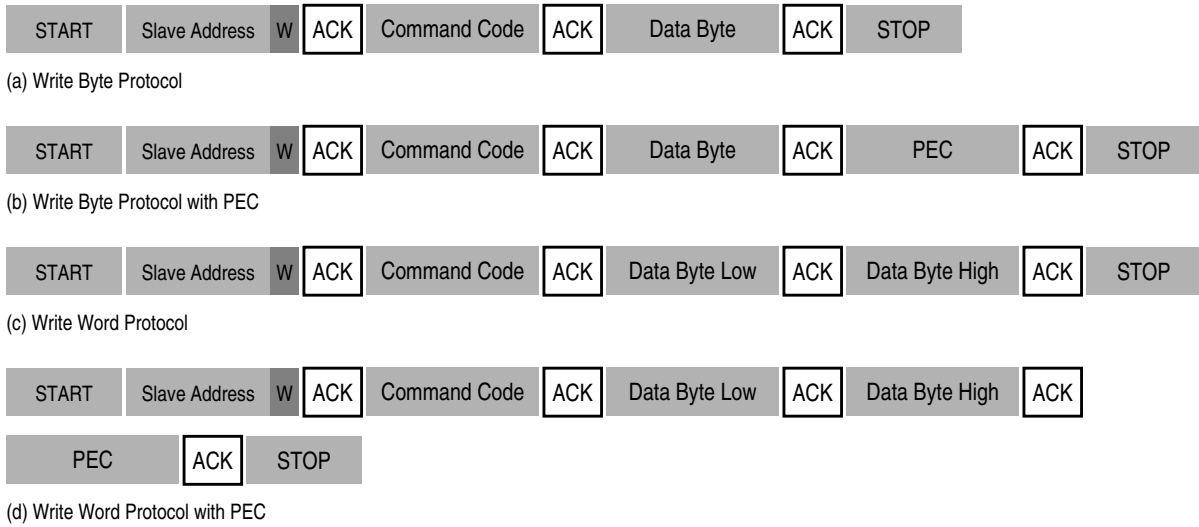 START Slave Address W ACK Command Code ACK Data Byte ACK STOP
(a) Write Byte Protocol
START Slave Address W ACK Command Code ACK Data Byte ACK PEC ACK STOP
(b) Write Byte Protocol with PEC
START Slave Address W ACK Command Code ACK Data Byte Low ACK Data Byte High ACK STOP
(c) Write Word Protocol
START Slave Address W ACK Command Code ACK Data Byte Low ACK Data Byte High ACK
PEC ACK STOP
(d) Write Word Protocol with PEC